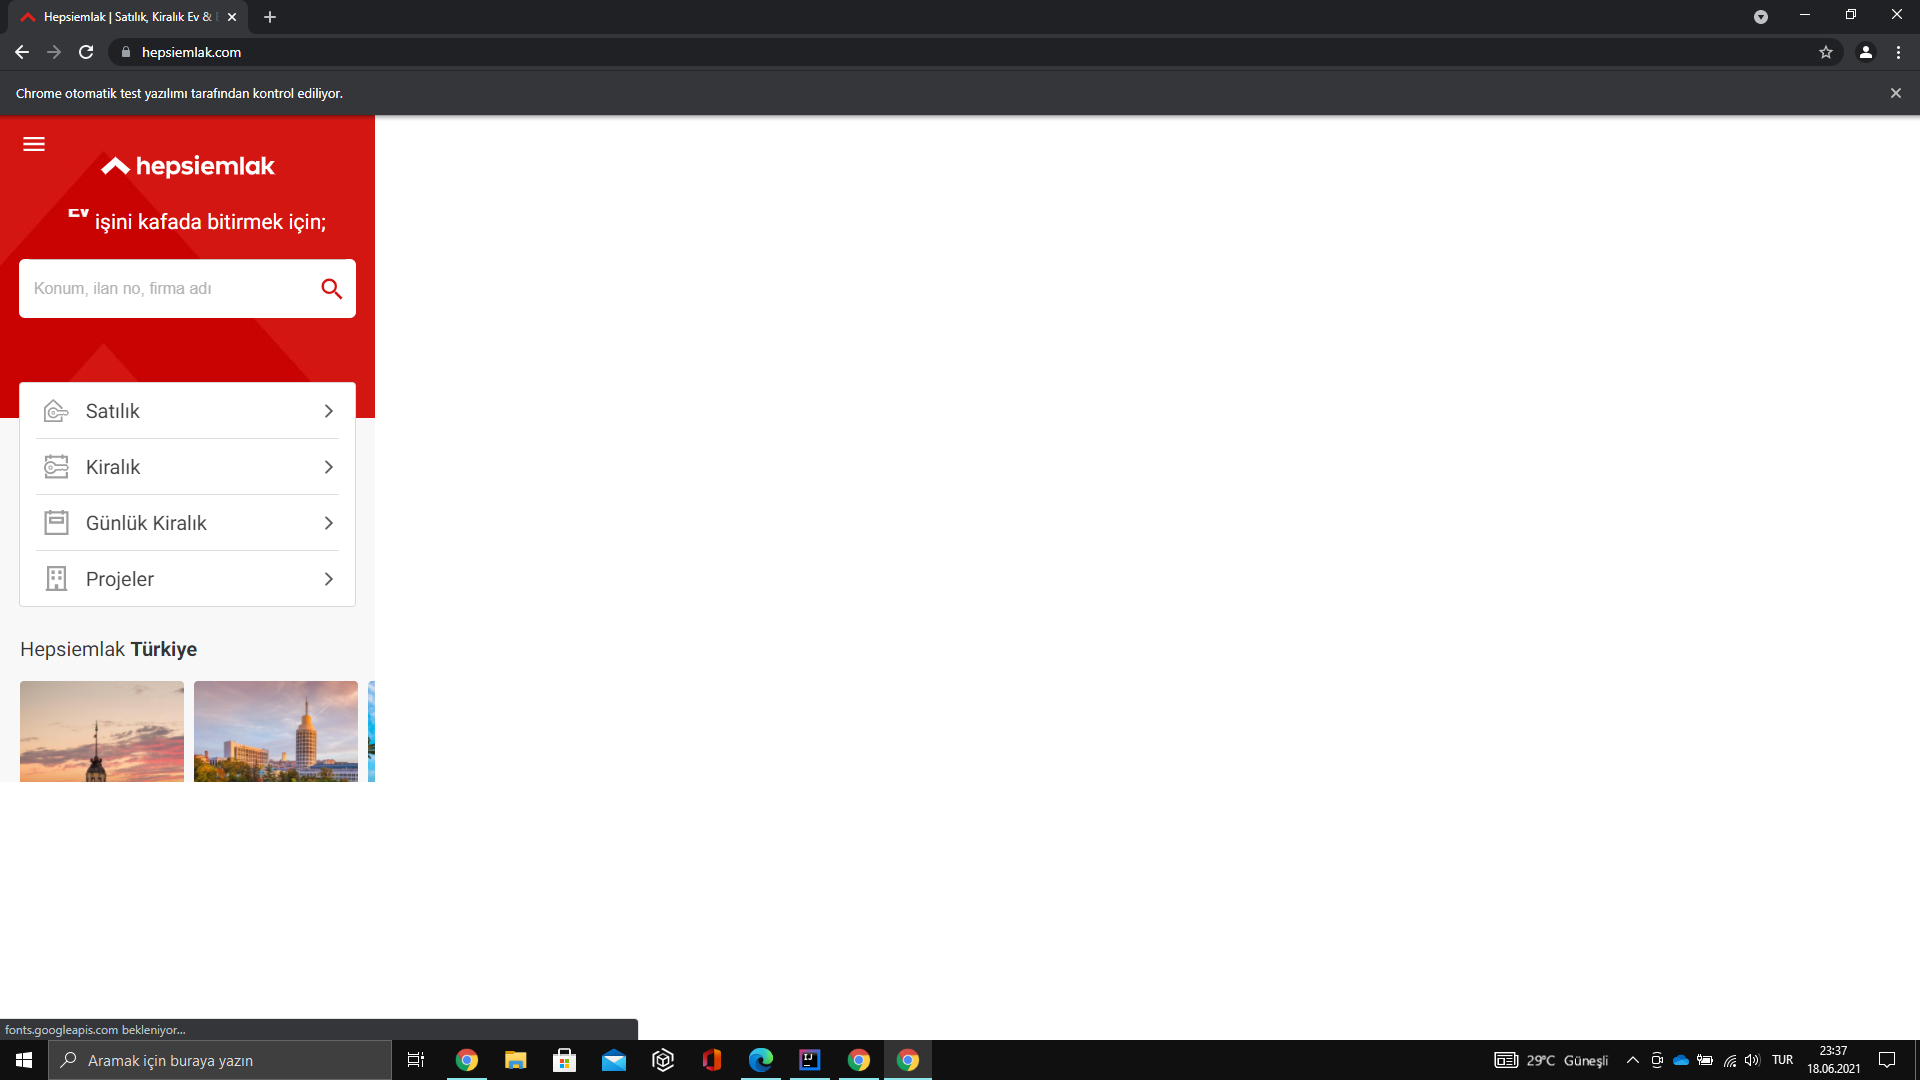 Hepsiemlak | Satılık, Kiralık Ev &
hepsiemlak.com
Chrome otomatik test yazılımı tarafından kontrol ediliyor.
hepsiemlak
Ev işini kafada bitirmek için;
Konum, ilan no, firma adı
Satılık
Kiralık
Günlük Kiralık
Projeler
Hepsiemlak Türkiye
fonts.googleapis.com bekleniyor...
Aramak için buraya yazın
IJ
29°C Güneşli
TUR
23:37
18.06.2021